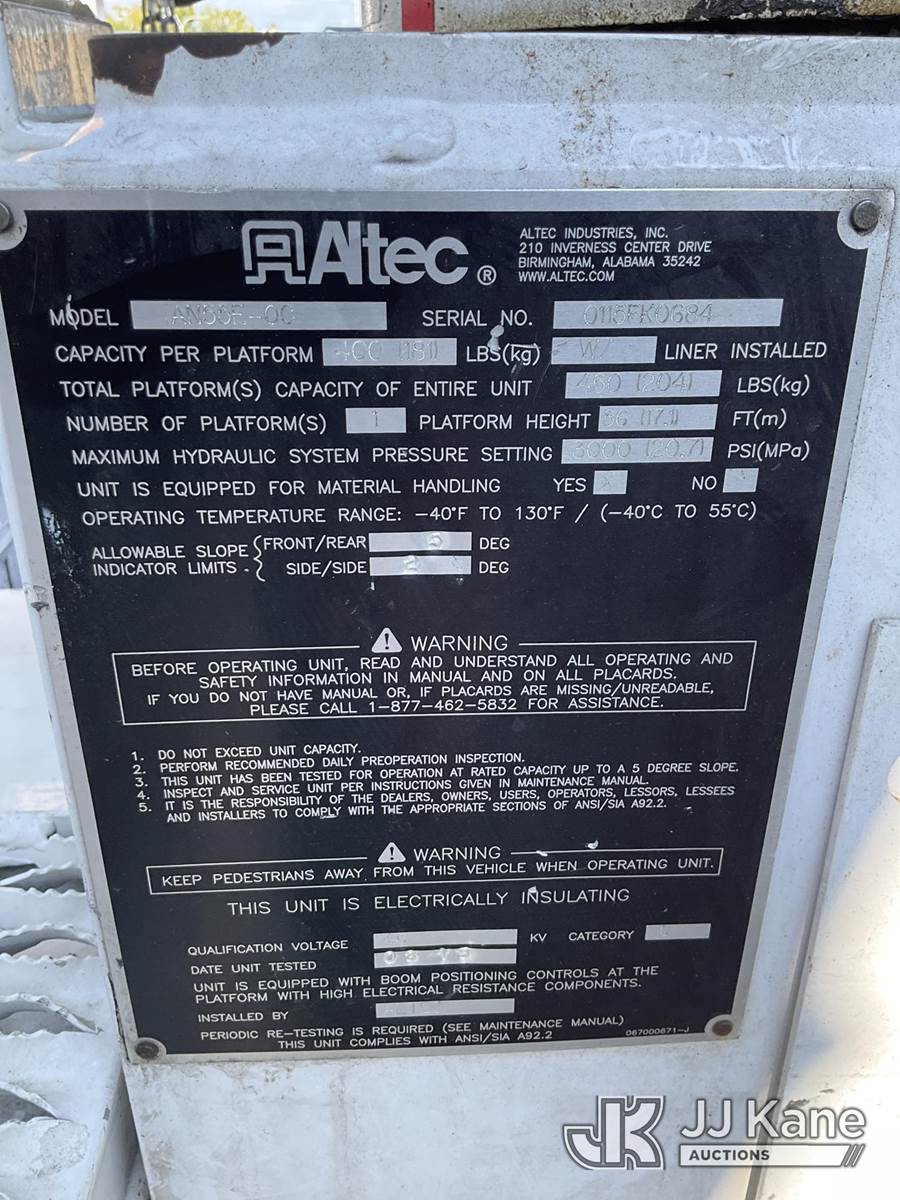 Altec ®
ALTEC INDUSTRIES, INC.
210 INVERNESS CENTER DRIVE
BIRMINGHAM, ALABAMA 35242
WWW.ALTEC.COM
MODEL SERIAL NO.
CAPACITY PER PLATFORM 400 (181) LBS(kg) LINER INSTALLED
TOTAL PLATFORM(S) CAPACITY OF ENTIRE UNIT LBS(kg)
NUMBER OF PLATFORM(S) 1 PLATFORM HEIGHT 56 (17.1) FT(m)
MAXIMUM HYDRAULIC SYSTEM PRESSURE SETTING 3000 (20.7) PSI(MPa)
UNIT IS EQUIPPED FOR MATERIAL HANDLING YES NO
OPERATING TEMPERATURE RANGE: -40°F TO 130°F / (-40°C TO 55°C)
ALLOWABLE SLOPE FRONT/REAR DEG
INDICATOR LIMITS - SIDE/SIDE DEG
WARNING
BEFORE OPERATING UNIT, READ AND UNDERSTAND ALL OPERATING AND
SAFETY INFORMATION IN MANUAL AND ON ALL PLACARDS.
IF YOU DO NOT HAVE MANUAL OR, IF PLACARDS ARE MISSING/UNREADABLE,
PLEASE CALL 1-877-462-5832 FOR ASSISTANCE.
1. DO NOT EXCEED UNIT CAPACITY.
2. PERFORM RECOMMENDED DAILY PREOPERATION INSPECTION.
3. THIS UNIT HAS BEEN TESTED FOR OPERATION AT RATED CAPACITY UP TO A 5 DEGREE SLOPE.
4. INSPECT AND SERVICE UNIT PER INSTRUCTIONS GIVEN IN MAINTENANCE MANUAL.
5. IT IS THE RESPONSIBILITY OF THE DEALERS, OWNERS, USERS, OPERATORS, LESSORS, LESSEES
AND INSTALLERS TO COMPLY WITH THE APPROPRIATE SECTIONS OF ANSI/SIA A92.2.
WARNING
KEEP PEDESTRIANS AWAY FROM THIS VEHICLE WHEN OPERATING UNIT.
THIS UNIT IS ELECTRICALLY INSULATING
QUALIFICATION VOLTAGE KV CATEGORY
DATE UNIT TESTED
UNIT IS EQUIPPED WITH BOOM POSITIONING CONTROLS AT THE
PLATFORM WITH HIGH ELECTRICAL RESISTANCE COMPONENTS.
INSTALLED BY
PERIODIC RE-TESTING IS REQUIRED (SEE MAINTENANCE MANUAL)
THIS UNIT COMPLIES WITH ANSI/SIA A92.2
067000671-J
JK JJ Kane
AUCTIONS